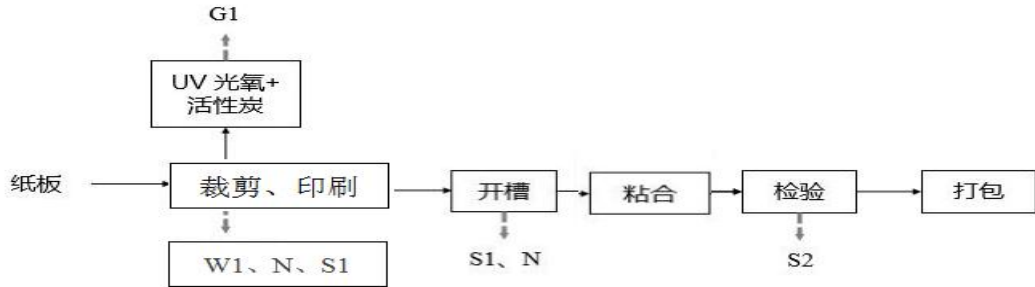 G1
UV 光氧+
活性炭
纸板
裁剪、印刷
开槽
粘合
检验
打包
W1、N、S1
S1、N
S2